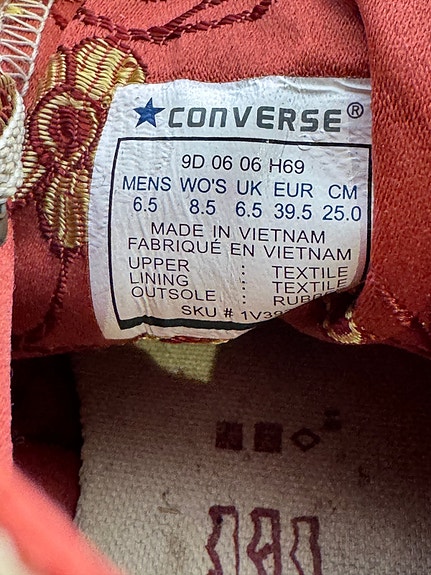 CONVERSE®
9D 06 06 H69
MENS WO'S UK EUR CM
6.5 8.5 6.5 39.5 25.0
MADE IN VIETNAM
FABRIQUÉ EN VIETNAM
UPPER : TEXTILE
LINING : TEXTILE
OUTSOLE :
SKU #